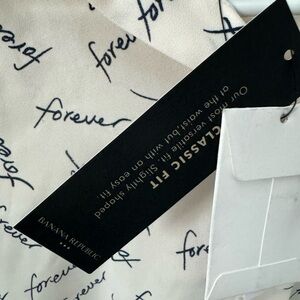 forever
forever
forever
CLASSIC FIT
Our most versatile fit. Slightly shaped
at the waist, but with an easy fit
BANANA REPUBLIC
forever
forever
forever